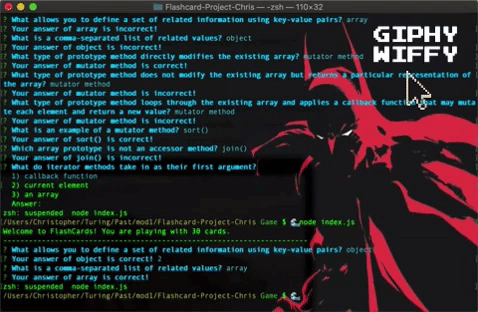 Flashcard-Project-Chris — -zsh — 110×32
GIPHY
WIFFY
? What allows you to define a set of related information using key-value pairs? array
? Your answer of array is incorrect!
? What is a comma-separated list of related values? object
? Your answer of object is incorrect!
? What type of prototype method directly modifies the existing array? mutator method
? Your answer of mutator method is correct!
? What type of prototype method does not modify the existing array but returns a particular representation of
the array? mutator method
? Your answer of mutator method is incorrect!
? What type of prototype method loops through the existing array and applies a callback function that may muta
te each element and return a new value? mutator method
? Your answer of mutator method is incorrect!
? What is an example of a mutator method? sort()
? Your answer of sort() is correct!
? Which array prototype is not an accessor method? join()
? Your answer of join() is incorrect!
? What do iterator methods take in as their first argument?
1) callback function
2) current element
3) an array
Answer:
zsh: suspended node index.js
/Users/Christopher/Turing/Past/mod1/Flashcard-Project-Chris Game $ node index.js
Welcome to FlashCards! You are playing with 30 cards.
-----------------------------------------------------------------------
? What allows you to define a set of related information using key-value pairs? object
? Your answer of object is correct! 2
? What is a comma-separated list of related values? array
? Your answer of array is correct!
zsh: suspended node index.js
/Users/Christopher/Turing/Past/mod1/Flashcard-Project-Chris Game $